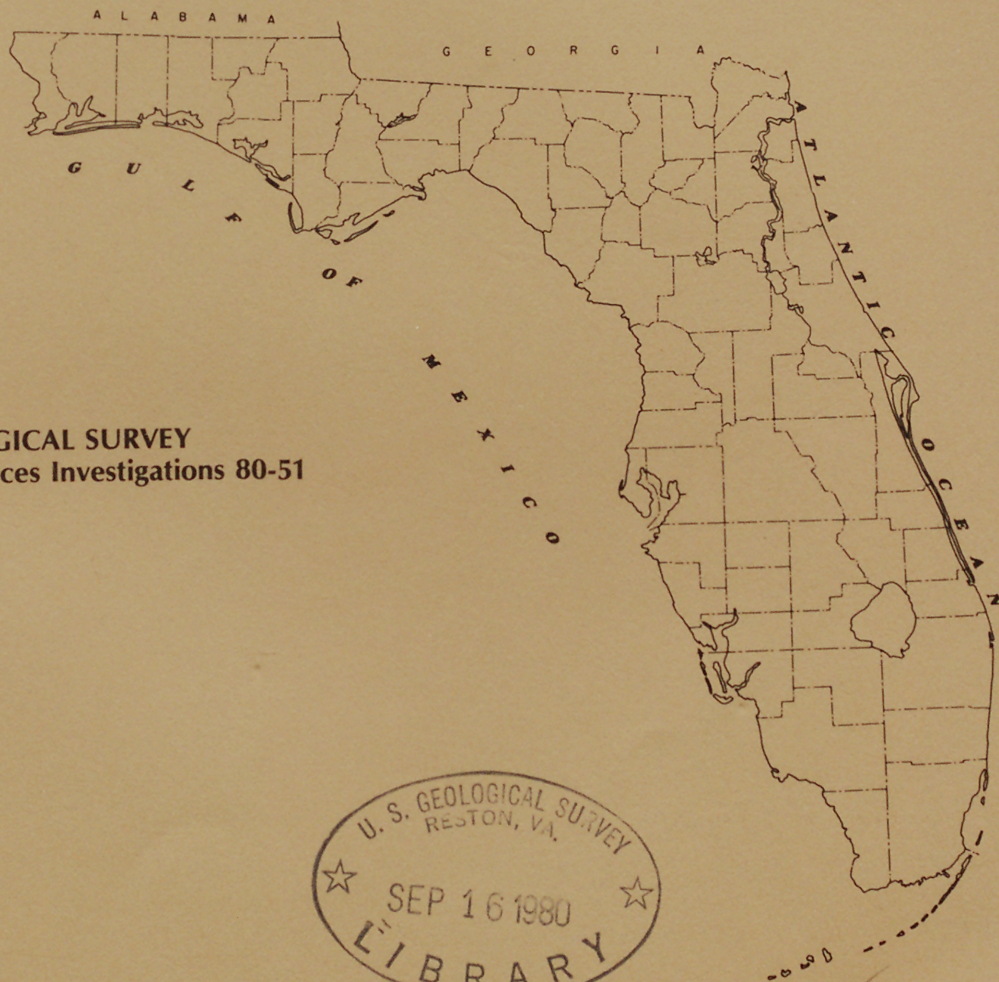 ALABAMA
GEORGIA
ATLANTIC OCEAN
GULF OF MEXICO
GICAL SURVEY
ces Investigations 80-51
U. S. GEOLOGICAL SURVEY
RESTON, VA.
SEP 16 1980
LIBRARY